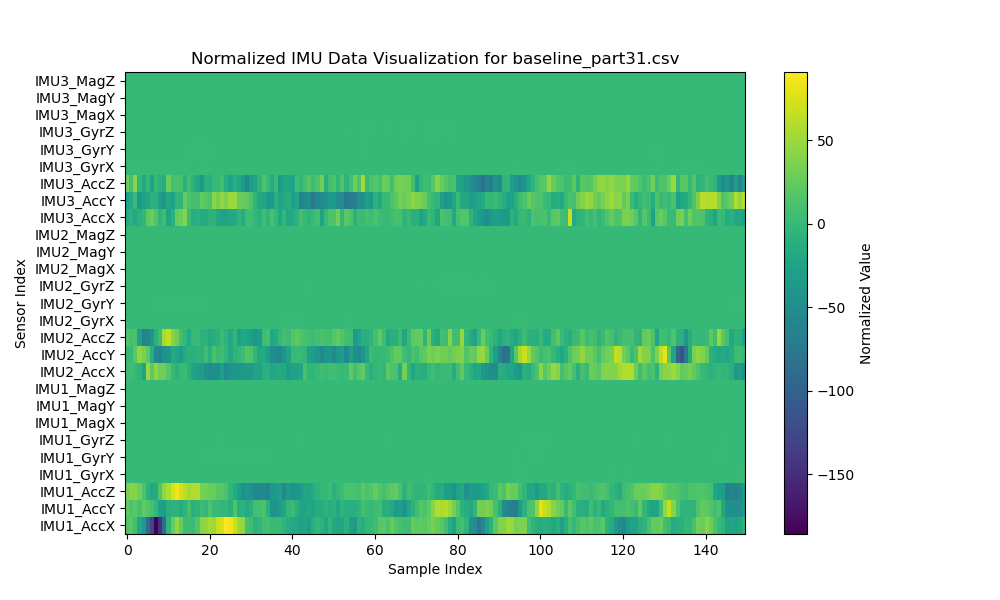 Normalized IMU Data Visualization for baseline_part31.csv
IMU3_MagZ
IMU3_MagY
IMU3_MagX
IMU3_GyrZ
IMU3_GyrY
IMU3_GyrX
IMU3_AccZ
IMU3_AccY
IMU3_AccX
IMU2_MagZ
IMU2_MagY
IMU2_MagX
IMU2_GyrZ
IMU2_GyrY
IMU2_GyrX
IMU2_AccZ
IMU2_AccY
IMU2_AccX
IMU1_MagZ
IMU1_MagY
IMU1_MagX
IMU1_GyrZ
IMU1_GyrY
IMU1_GyrX
IMU1_AccZ
IMU1_AccY
IMU1_AccX
Sensor Index
0 20 40 60 80 100 120 140
Sample Index
50
0
−50
−100
−150
Normalized Value